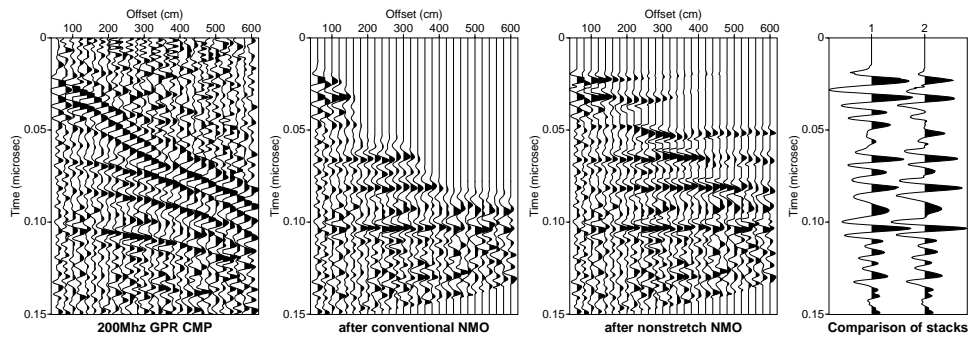 Offset (cm)
100 200 300 400 500 600
0
0.05
0.10
0.15
Time (microsec)
200Mhz GPR CMP
Offset (cm)
100 200 300 400 500 600
0
0.05
0.10
0.15
Time (microsec)
after conventional NMO
Offset (cm)
100 200 300 400 500 600
0
0.05
0.10
0.15
Time (microsec)
after nonstretch NMO
1 2
0
0.05
0.10
0.15
Time (microsec)
Comparison of stacks